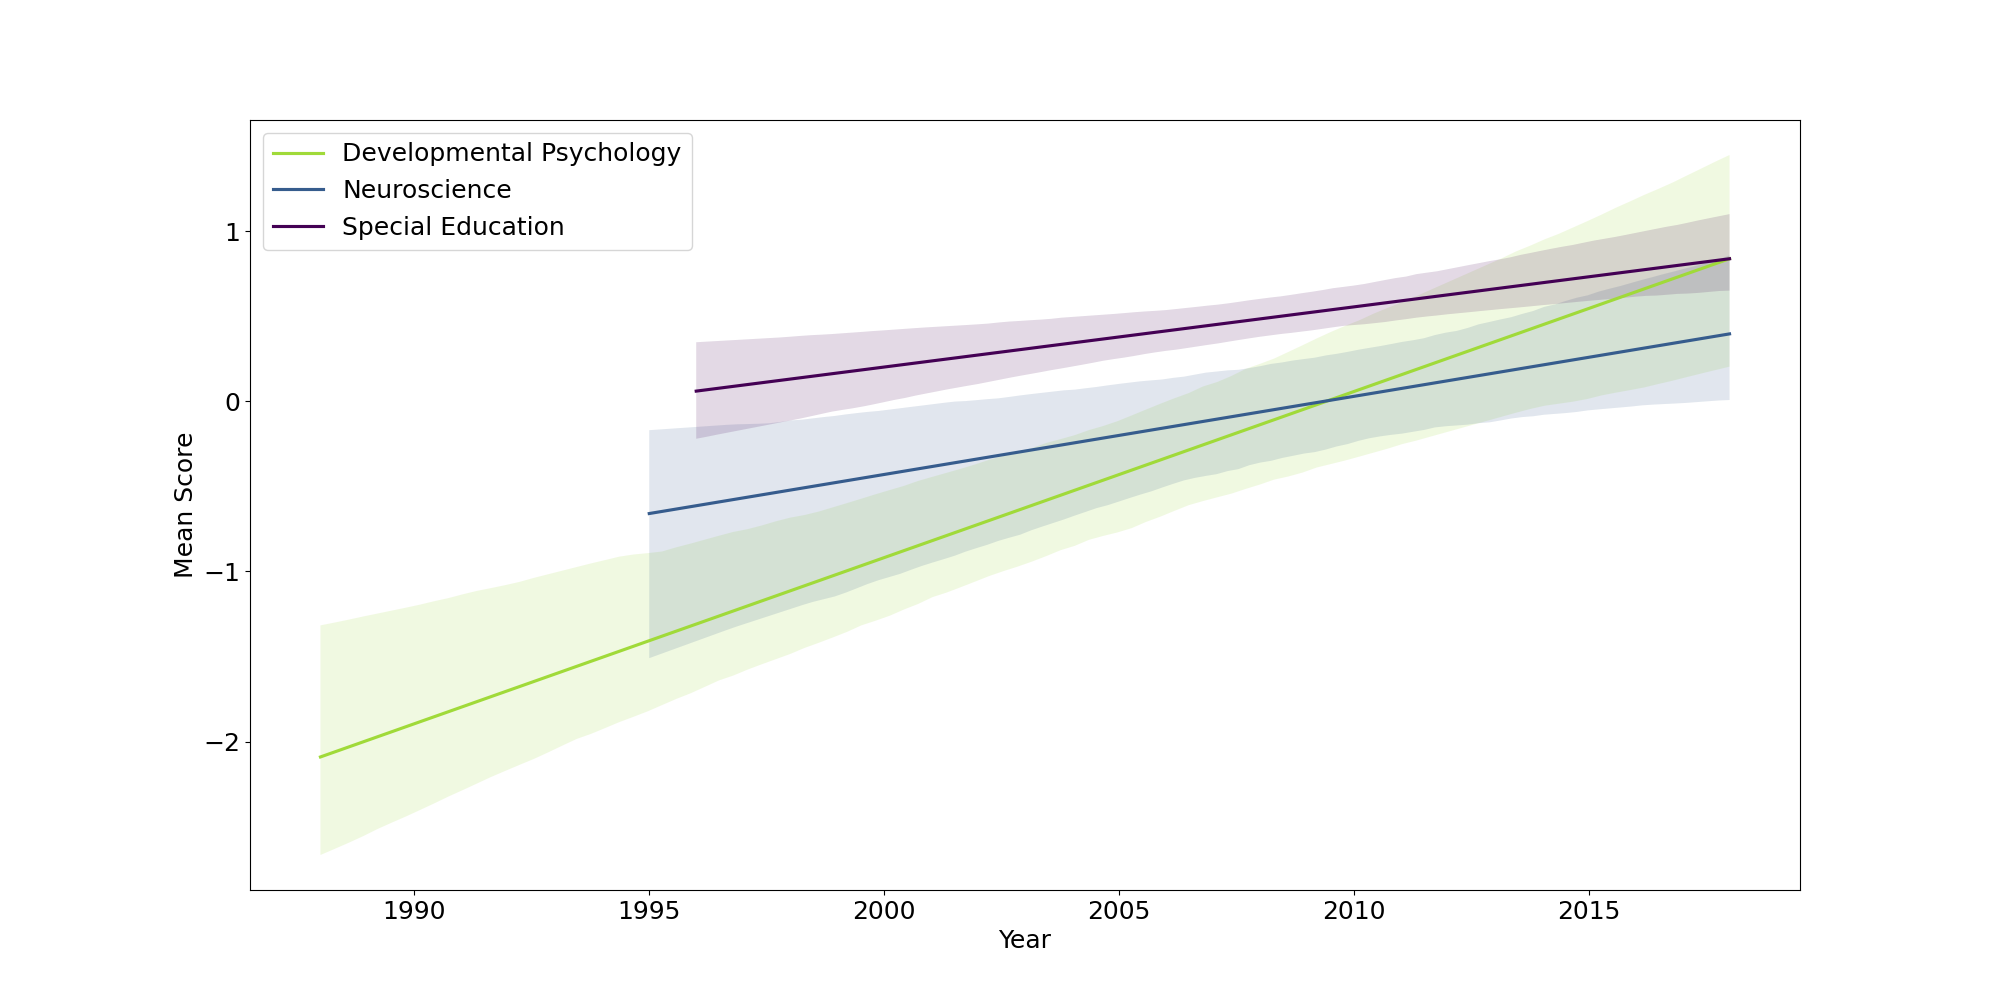 Developmental Psychology
Neuroscience
Special Education
1
0
−1
−2
Mean Score
1990 1995 2000 2005 2010 2015
Year